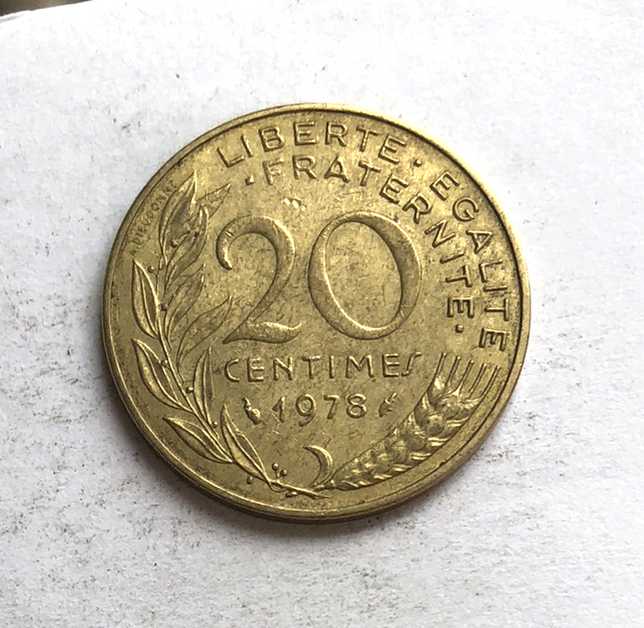 LIBERTE · EGALITE
· FRATERNITE ·
20
CENTIMES
1978